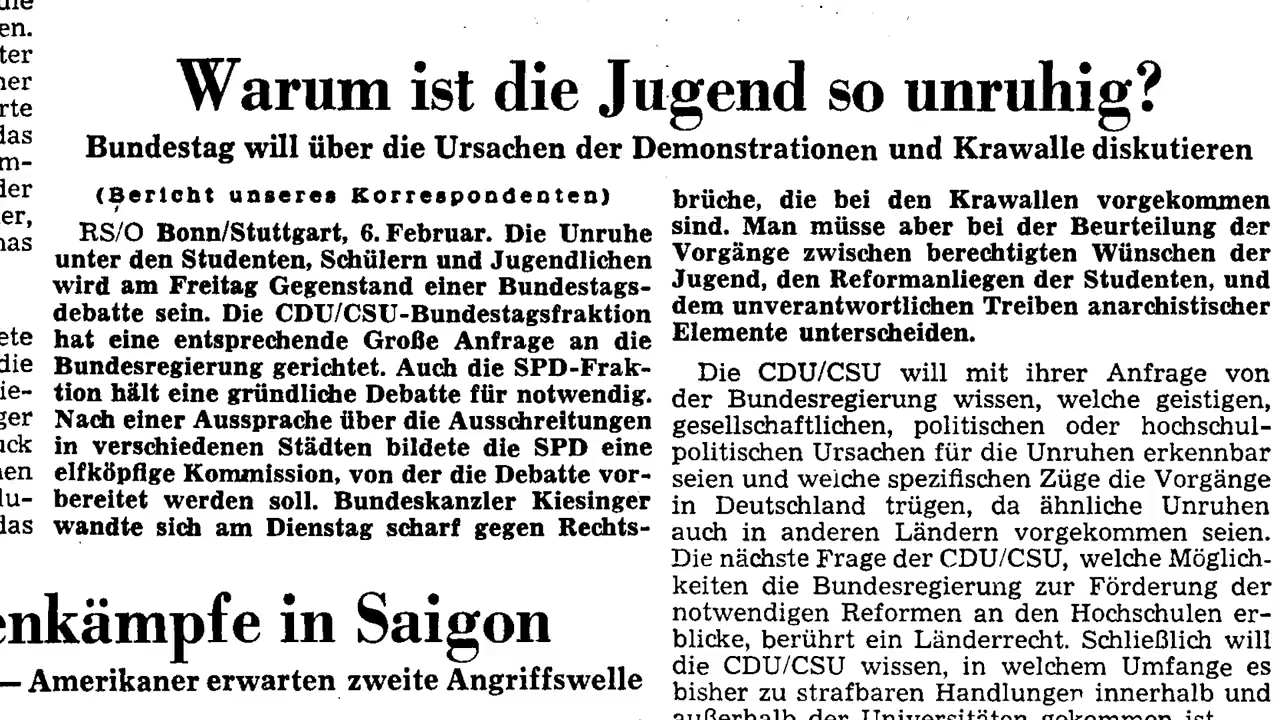 Warum ist die Jugend so unruhig?
Bundestag will über die Ursachen der Demonstrationen und Krawalle diskutieren
(Bericht unseres Korrespondenten)
RS/O Bonn/Stuttgart, 6. Februar. Die Unruhe
unter den Studenten, Schülern und Jugendlichen
wird am Freitag Gegenstand einer Bundestags-
debatte sein. Die CDU/CSU-Bundestagsfraktion
hat eine entsprechende Große Anfrage an die
Bundesregierung gerichtet. Auch die SPD-Frak-
tion hält eine gründliche Debatte für notwendig.
Nach einer Aussprache über die Ausschreitungen
in verschiedenen Städten bildete die SPD eine
elfköpfige Kommission, von der die Debatte vor-
bereitet werden soll. Bundeskanzler Kiesinger
wandte sich am Dienstag scharf gegen Rechts-
brüche, die bei den Krawallen vorgekommen
sind. Man müsse aber bei der Beurteilung der
Vorgänge zwischen berechtigten Wünschen der
Jugend, den Reformanliegen der Studenten, und
dem unverantwortlichen Treiben anarchistischer
Elemente unterscheiden.
Die CDU/CSU will mit ihrer Anfrage von
der Bundesregierung wissen, welche geistigen,
gesellschaftlichen, politischen oder hochschul-
politischen Ursachen für die Unruhen erkennbar
seien und welche spezifischen Züge die Vorgänge
in Deutschland trügen, da ähnliche Unruhen
auch in anderen Ländern vorgekommen seien.
Die nächste Frage der CDU/CSU, welche Möglich-
keiten die Bundesregierung zur Förderung der
notwendigen Reformen an den Hochschulen er-
blicke, berührt ein Länderrecht. Schließlich will
die CDU/CSU wissen, in welchem Umfange es
bisher zu strafbaren Handlungen innerhalb und
außerhalb der Universitäten gekommen ist
enkämpfe in Saigon
— Amerikaner erwarten zweite Angriffswelle